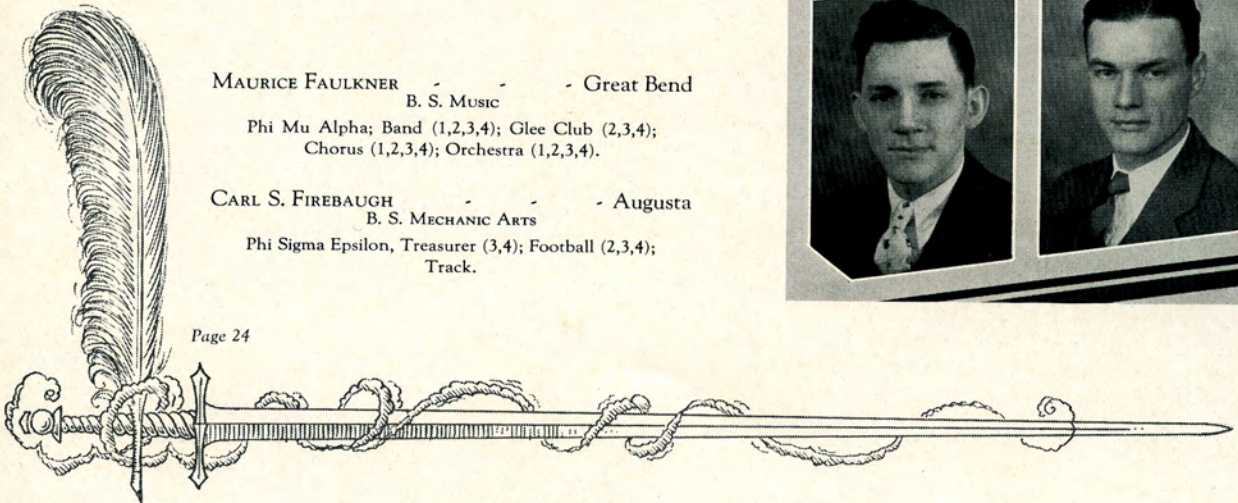 MAURICE FAULKNER - - - Great Bend
B. S. MUSIC
Phi Mu Alpha; Band (1,2,3,4); Glee Club (2,3,4);
Chorus (1,2,3,4); Orchestra (1,2,3,4).
CARL S. FIREBAUGH - - - Augusta
B. S. MECHANIC ARTS
Phi Sigma Epsilon, Treasurer (3,4); Football (2,3,4);
Track.
Page 24